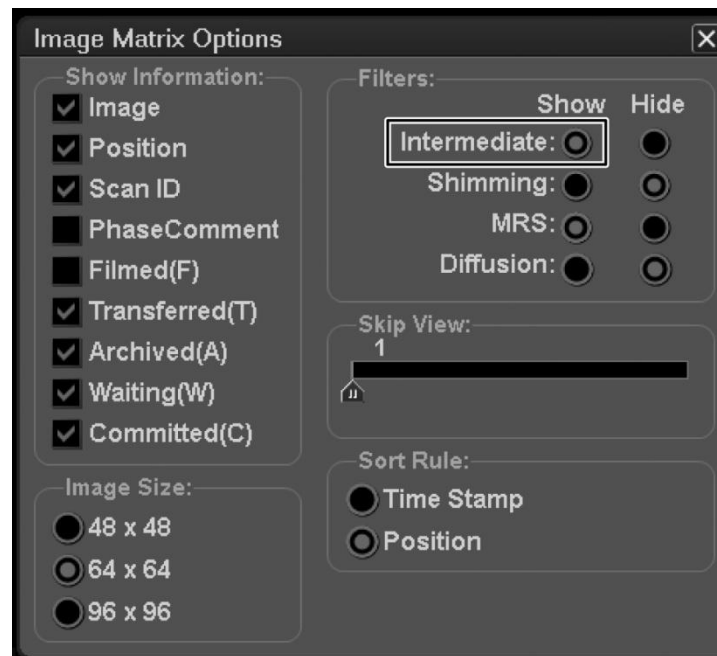 Image Matrix Options
Show Information:
Image
Position
Scan ID
PhaseComment
Filmed(F)
Transferred(T)
Archived(A)
Waiting(W)
Committed(C)
Image Size:
48 x 48
64 x 64
96 x 96
Filters:
Show Hide
Intermediate:
Shimming:
MRS:
Diffusion:
Skip View:
1
Sort Rule:
Time Stamp
Position